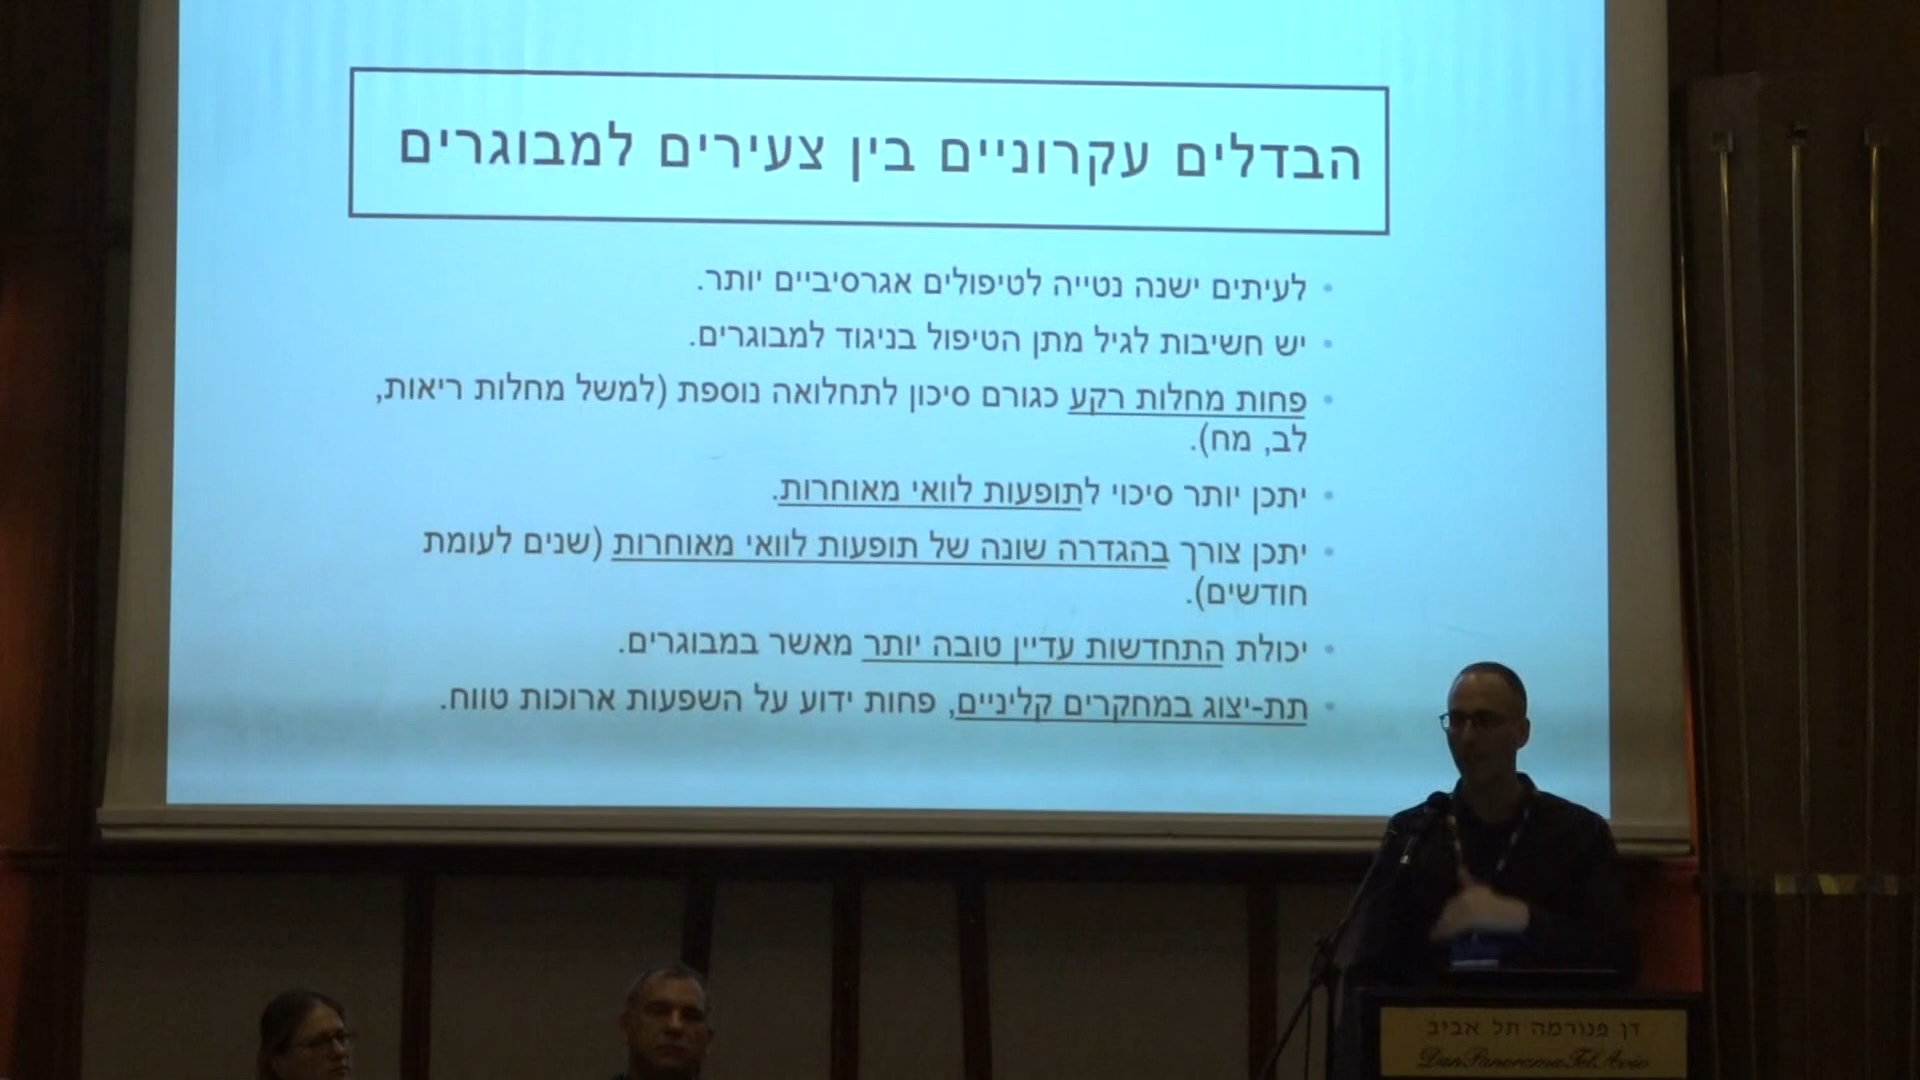 הבדלים עקרוניים בין צעירים למבוגרים
• לעיתים ישנה נטייה לטיפולים אגרסיביים יותר.
• יש חשיבות לגיל מתן הטיפול בניגוד למבוגרים.
• פחות מחלות רקע כגורם סיכון לתחלואה נוספת (למשל מחלות ריאות,
לב, מח).
• יתכן יותר סיכוי לתופעות לוואי מאוחרות.
• יתכן צורך בהגדרה שונה של תופעות לוואי מאוחרות (שנים לעומת
חודשים).
• יכולת התחדשות עדיין טובה יותר מאשר במבוגרים.
• תת-יצוג במחקרים קליניים, פחות ידוע על השפעות ארוכות טווח.
דן פנורמה תל אביב
Dan Panorama Tel Aviv